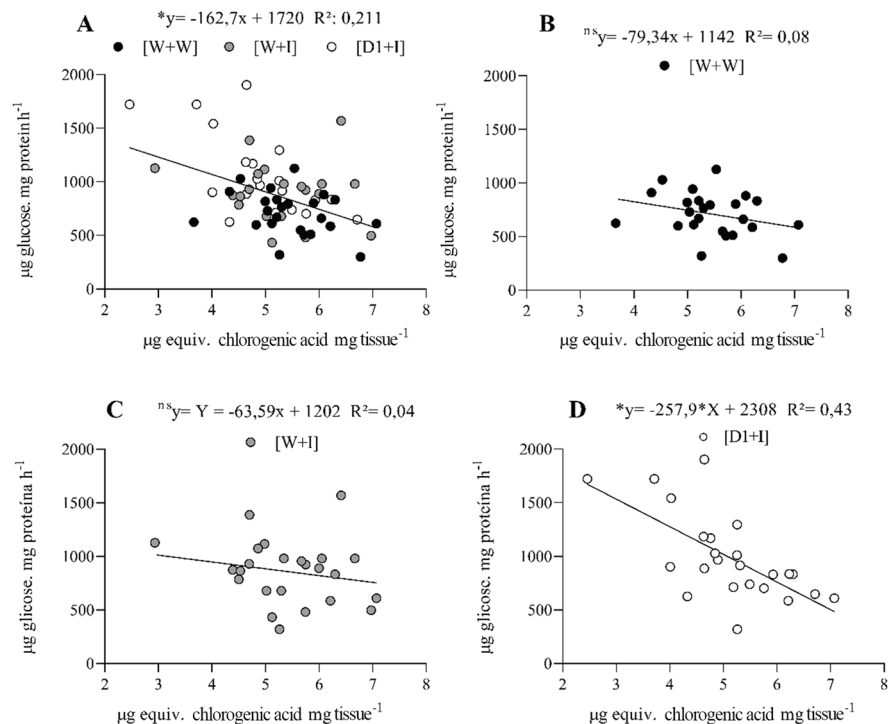 A
*y= -162,7x + 1720 R²: 0,211
[W+W] [W+I] [D1+I]
2000
1500
1000
500
0
µg glucose. mg protein h-1
2 3 4 5 6 7 8
µg equiv. chlorogenic acid mg tissue-1
B
nsy= -79,34x + 1142 R²= 0,08
[W+W]
2000
1500
1000
500
0
µg glucose. mg protein h-1
2 3 4 5 6 7 8
µg equiv. chlorogenic acid mg tissue-1
C
nsy= Y = -63,59x + 1202 R²= 0,04
[W+I]
2000
1500
1000
500
0
µg glicose. mg proteína h-1
2 3 4 5 6 7 8
µg equiv. chlorogenic acid mg tissue-1
D
*y= -257,9*X + 2308 R²= 0,43
[D1+I]
2000
1500
1000
500
0
µg glicose. mg proteína h-1
2 3 4 5 6 7 8
µg equiv. chlorogenic acid mg tissue-1